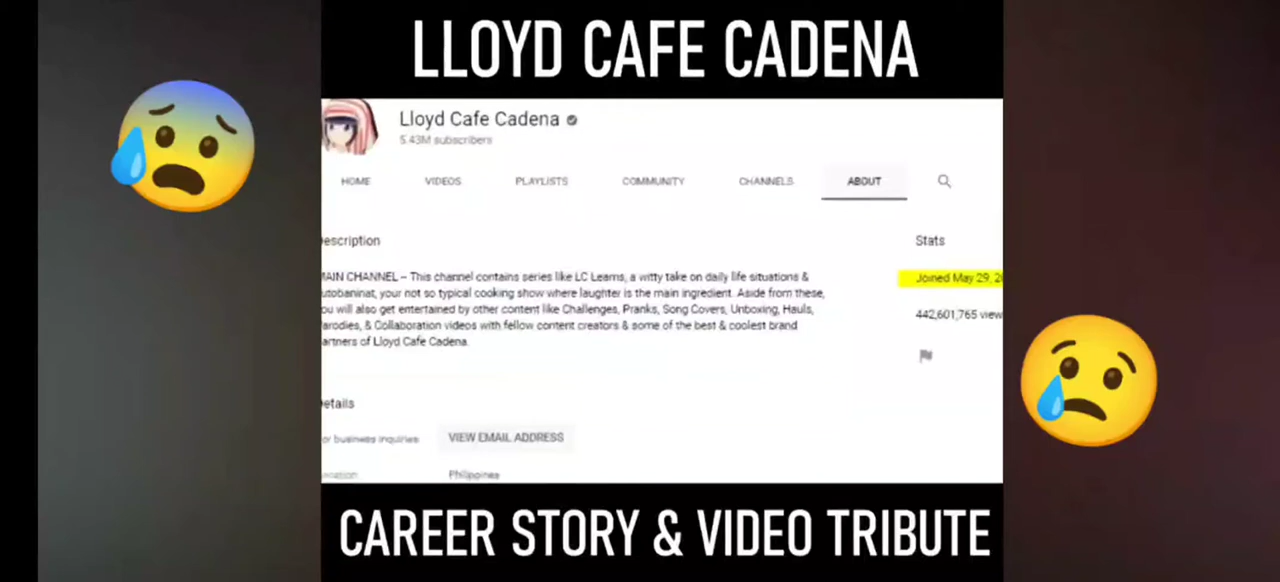 LLOYD CAFE CADENA
Lloyd Cafe Cadena
5.43M subscribers
HOME VIDEOS PLAYLISTS COMMUNITY CHANNELS ABOUT
escription
Stats
AIN CHANNEL – This channel contains series like LC Learns, a witty take on daily life situations &
utobaninat, your not so typical cooking show where laughter is the main ingredient. Aside from these,
ou will also get entertained by other content like Challenges, Pranks, Song Covers, Unboxing, Hauls,
arodies, & Collaboration videos with fellow content creators & some of the best & coolest brand
artners of Lloyd Cafe Cadena.
Joined May 29, 20
442,601,765 view
etails
or business inquiries VIEW EMAIL ADDRESS
Philippines
CAREER STORY & VIDEO TRIBUTE